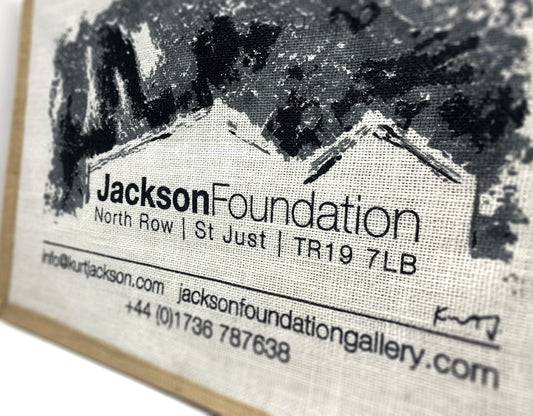 JacksonFoundation
North Row | St Just | TR19 7LB
info@kurtjackson.com jacksonfoundationgallery.com
+44 (0)1736 787638